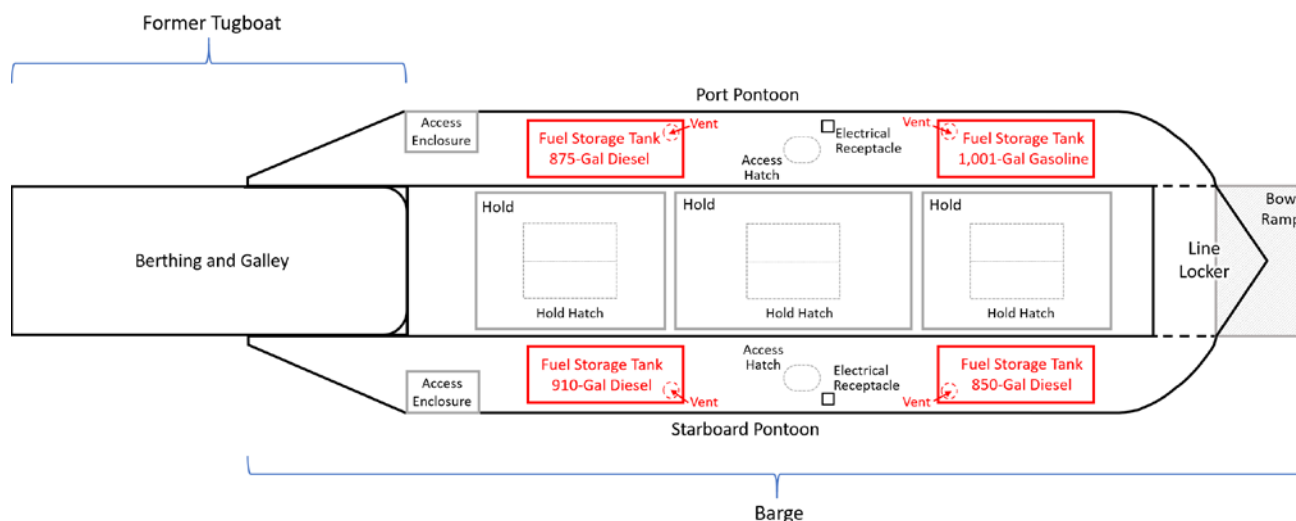 Former Tugboat
Port Pontoon
Access
Enclosure
Fuel Storage Tank
875-Gal Diesel
Vent
Access
Hatch
Electrical
Receptacle
Vent
Fuel Storage Tank
1,001-Gal Gasoline
Berthing and Galley
Hold
Hold Hatch
Hold
Hold Hatch
Hold
Hold Hatch
Line
Locker
Bow
Ramp
Access
Enclosure
Fuel Storage Tank
910-Gal Diesel
Vent
Access
Hatch
Electrical
Receptacle
Vent
Fuel Storage Tank
850-Gal Diesel
Starboard Pontoon
Barge